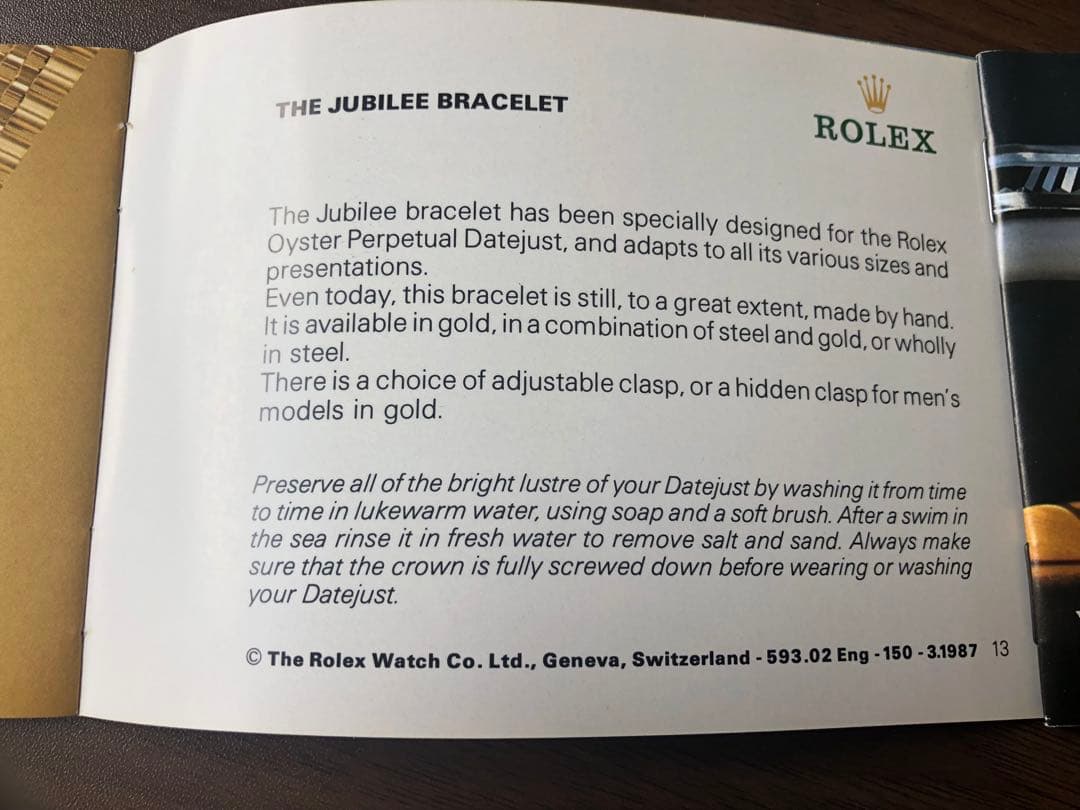 THE JUBILEE BRACELET
ROLEX
The Jubilee bracelet has been specially designed for the Rolex
Oyster Perpetual Datejust, and adapts to all its various sizes and
presentations.
Even today, this bracelet is still, to a great extent, made by hand.
It is available in gold, in a combination of steel and gold, or wholly
in steel.
There is a choice of adjustable clasp, or a hidden clasp for men's
models in gold.
Preserve all of the bright lustre of your Datejust by washing it from time
to time in lukewarm water, using soap and a soft brush. After a swim in
the sea rinse it in fresh water to remove salt and sand. Always make
sure that the crown is fully screwed down before wearing or washing
your Datejust.
© The Rolex Watch Co. Ltd., Geneva, Switzerland - 593.02 Eng - 150 - 3.1987 13